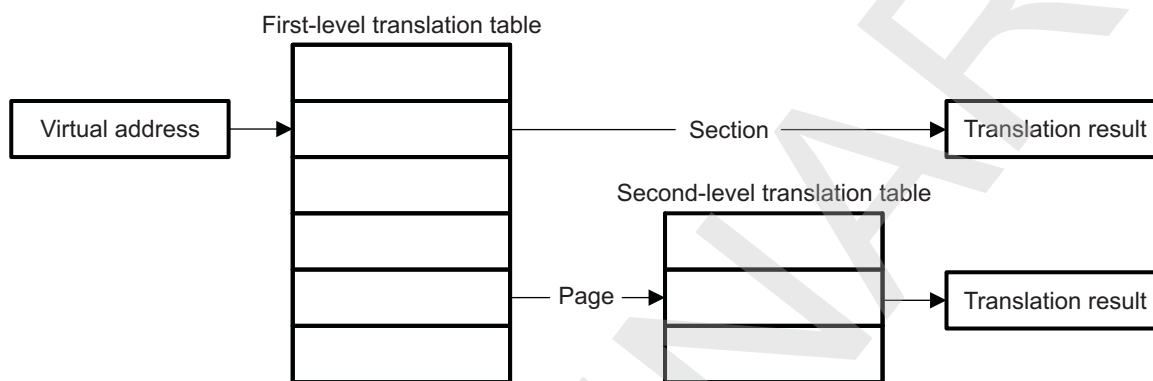 First-level translation table
Virtual address
Section
Translation result
Second-level translation table
Page
Translation result